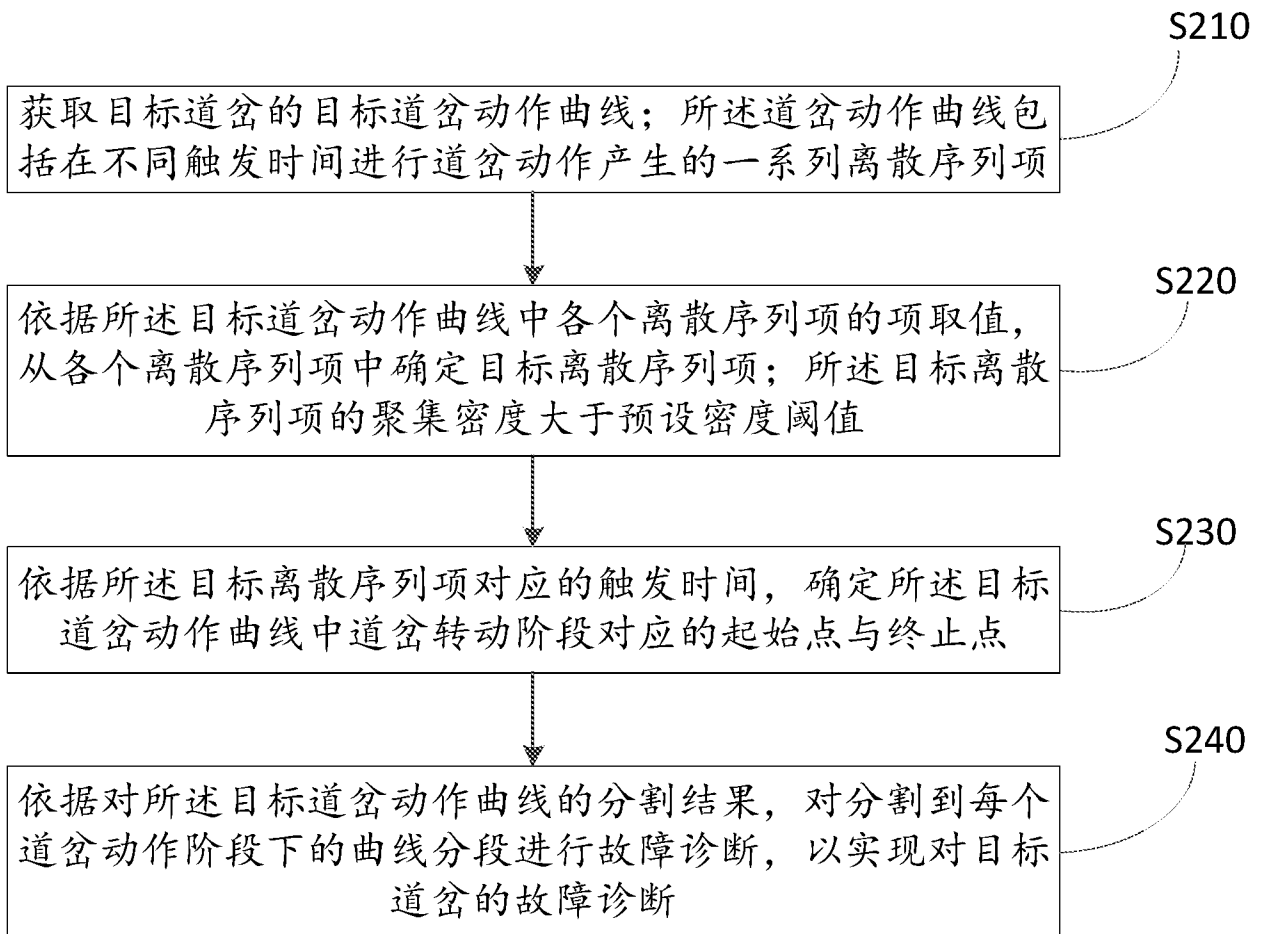 S210
获取目标道岔的目标道岔动作曲线；所述道岔动作曲线包
括在不同触发时间进行道岔动作产生的一系列离散序列项
S220
依据所述目标道岔动作曲线中各个离散序列项的项取值，
从各个离散序列项中确定目标离散序列项；所述目标离散
序列项的聚集密度大于预设密度阈值
S230
依据所述目标离散序列项对应的触发时间，确定所述目标
道岔动作曲线中道岔转动阶段对应的起始点与终止点
S240
依据对所述目标道岔动作曲线的分割结果，对分割到每个
道岔动作阶段下的曲线分段进行故障诊断，以实现对目标
道岔的故障诊断